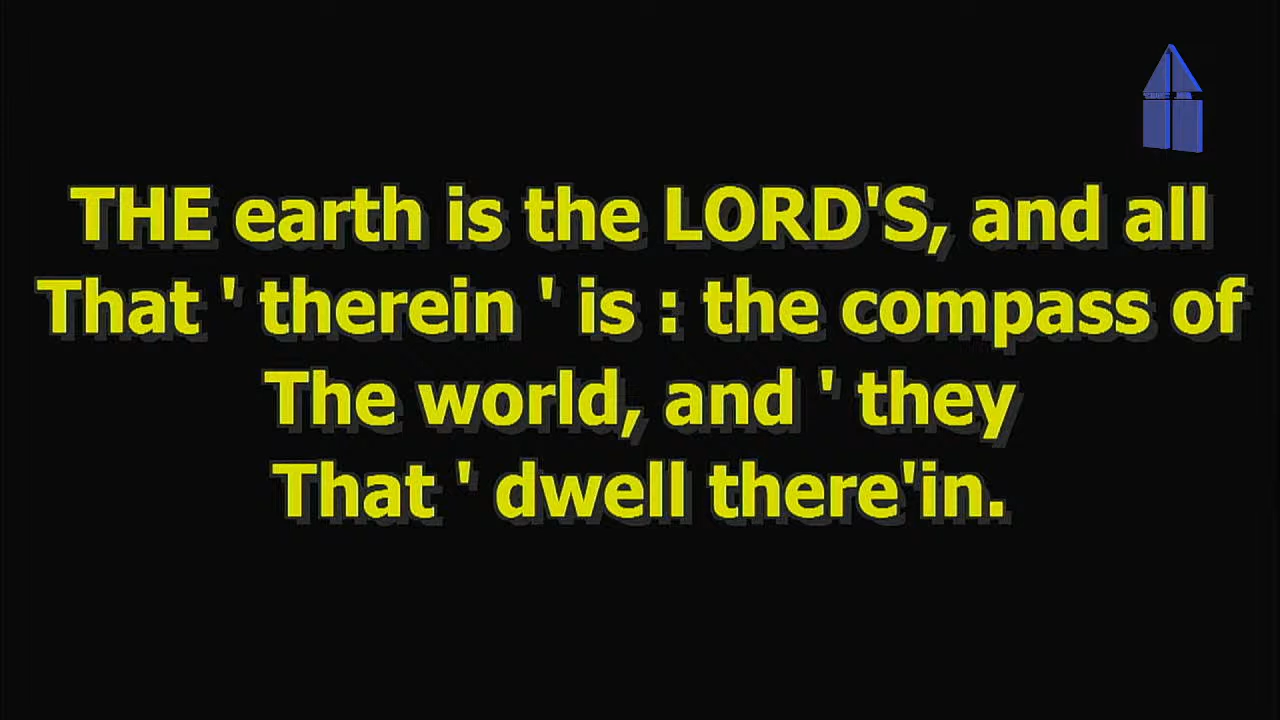 THE earth is the LORD'S, and all
That ' therein ' is : the compass of
The world, and ' they
That ' dwell there'in.